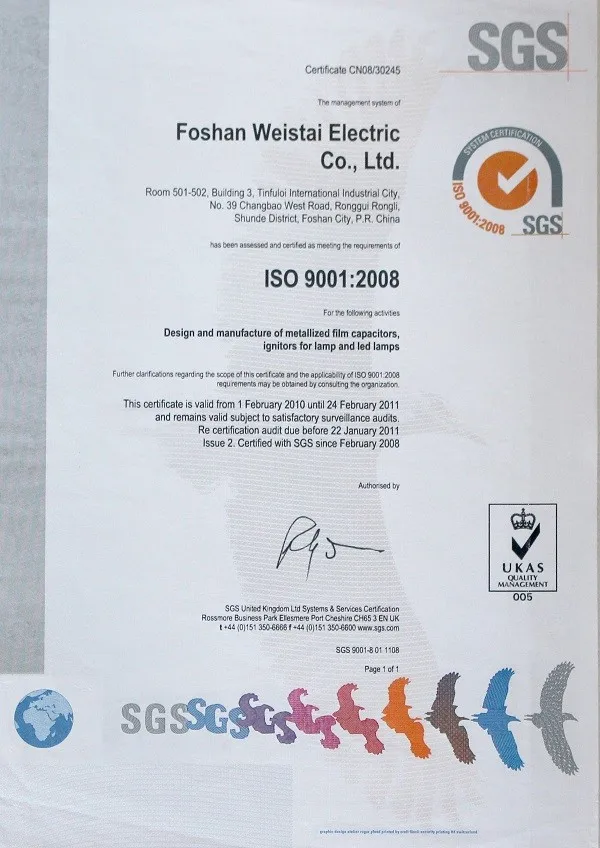 SGS
Certificate CN08/30245
The management system of
Foshan Weistai Electric
Co., Ltd.
SYSTEM CERTIFICATION
ISO 9001:2008
SGS
Room 501-502, Building 3, Tinfuloi International Industrial City,
No. 39 Changbao West Road, Ronggui Rongli,
Shunde District, Foshan City, P.R. China
has been assessed and certified as meeting the requirements of
ISO 9001:2008
For the following activities
Design and manufacture of metallized film capacitors,
ignitors for lamp and led lamps
Further clarifications regarding the scope of this certificate and the applicability of ISO 9001:2008
requirements may be obtained by consulting the organization.
This certificate is valid from 1 February 2010 until 24 February 2011
and remains valid subject to satisfactory surveillance audits.
Re certification audit due before 22 January 2011
Issue 2. Certified with SGS since February 2008
Authorised by
UKAS
QUALITY
MANAGEMENT
005
SGS United Kingdom Ltd Systems & Services Certification
Rossmore Business Park Ellesmere Port Cheshire CH65 3 EN UK
t +44 (0)151 350-6666 f +44 (0)151 350-6600 www.sgs.com
SGS 9001-8 01 1108
Page 1 of 1
SGS SGS SGS